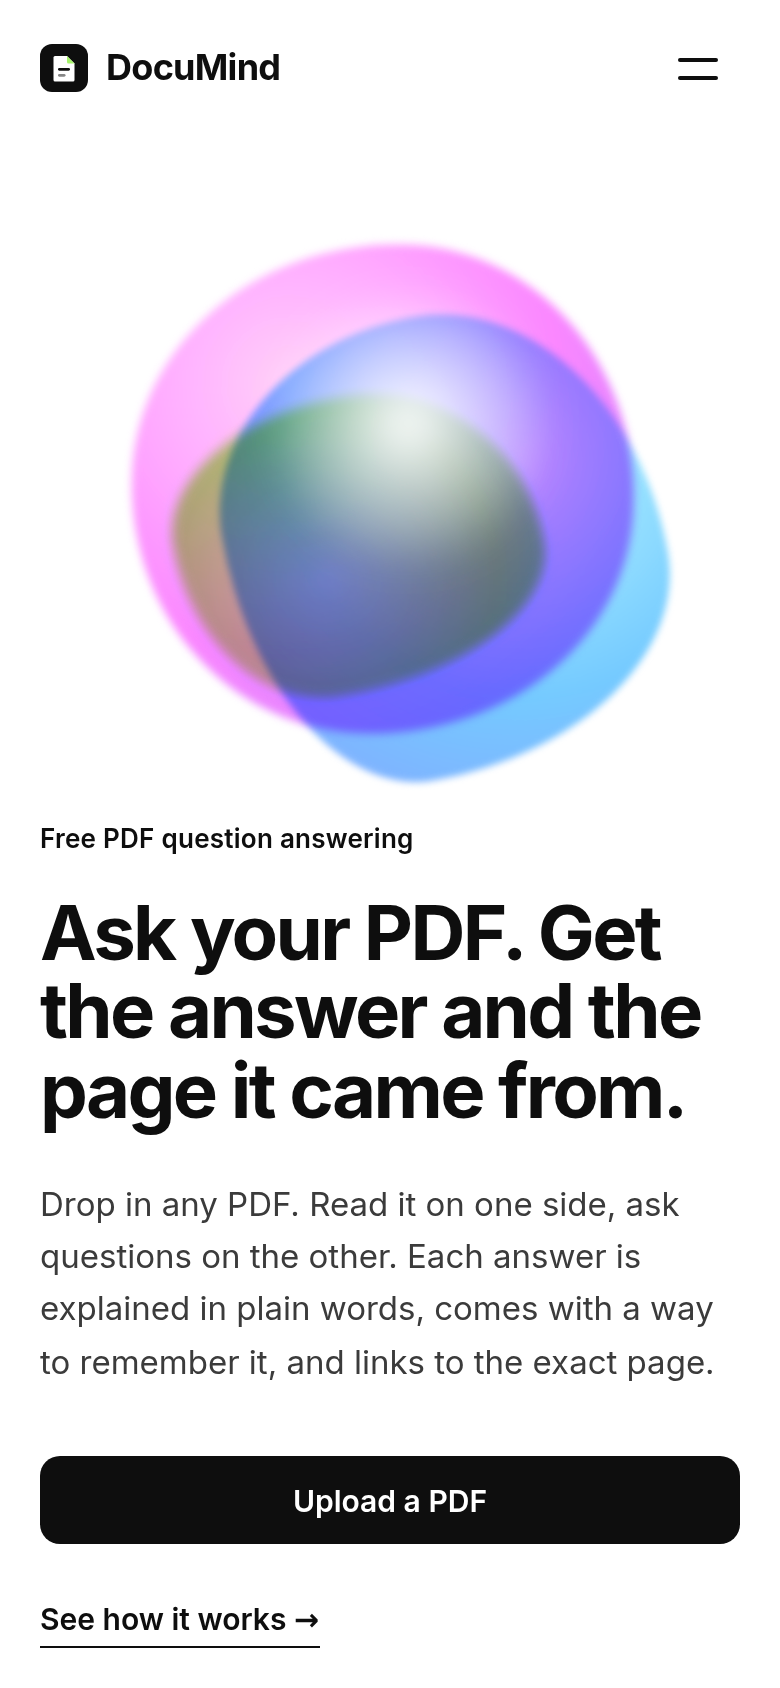 DocuMind
Free PDF question answering
Ask your PDF. Get
the answer and the
page it came from.
Drop in any PDF. Read it on one side, ask
questions on the other. Each answer is
explained in plain words, comes with a way
to remember it, and links to the exact page.
Upload a PDF
See how it works →